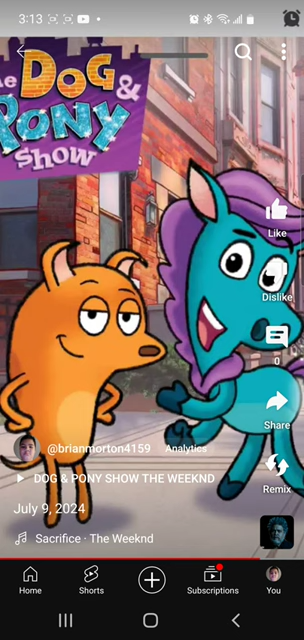 3:13
The
DOG &
PONY
Show
Like
Dislike
0
Share
@brianmorton4159 Analytics
Remix
DOG & PONY SHOW THE WEEKND
July 9, 2024
Sacrifice · The Weeknd
Home Shorts Subscriptions You